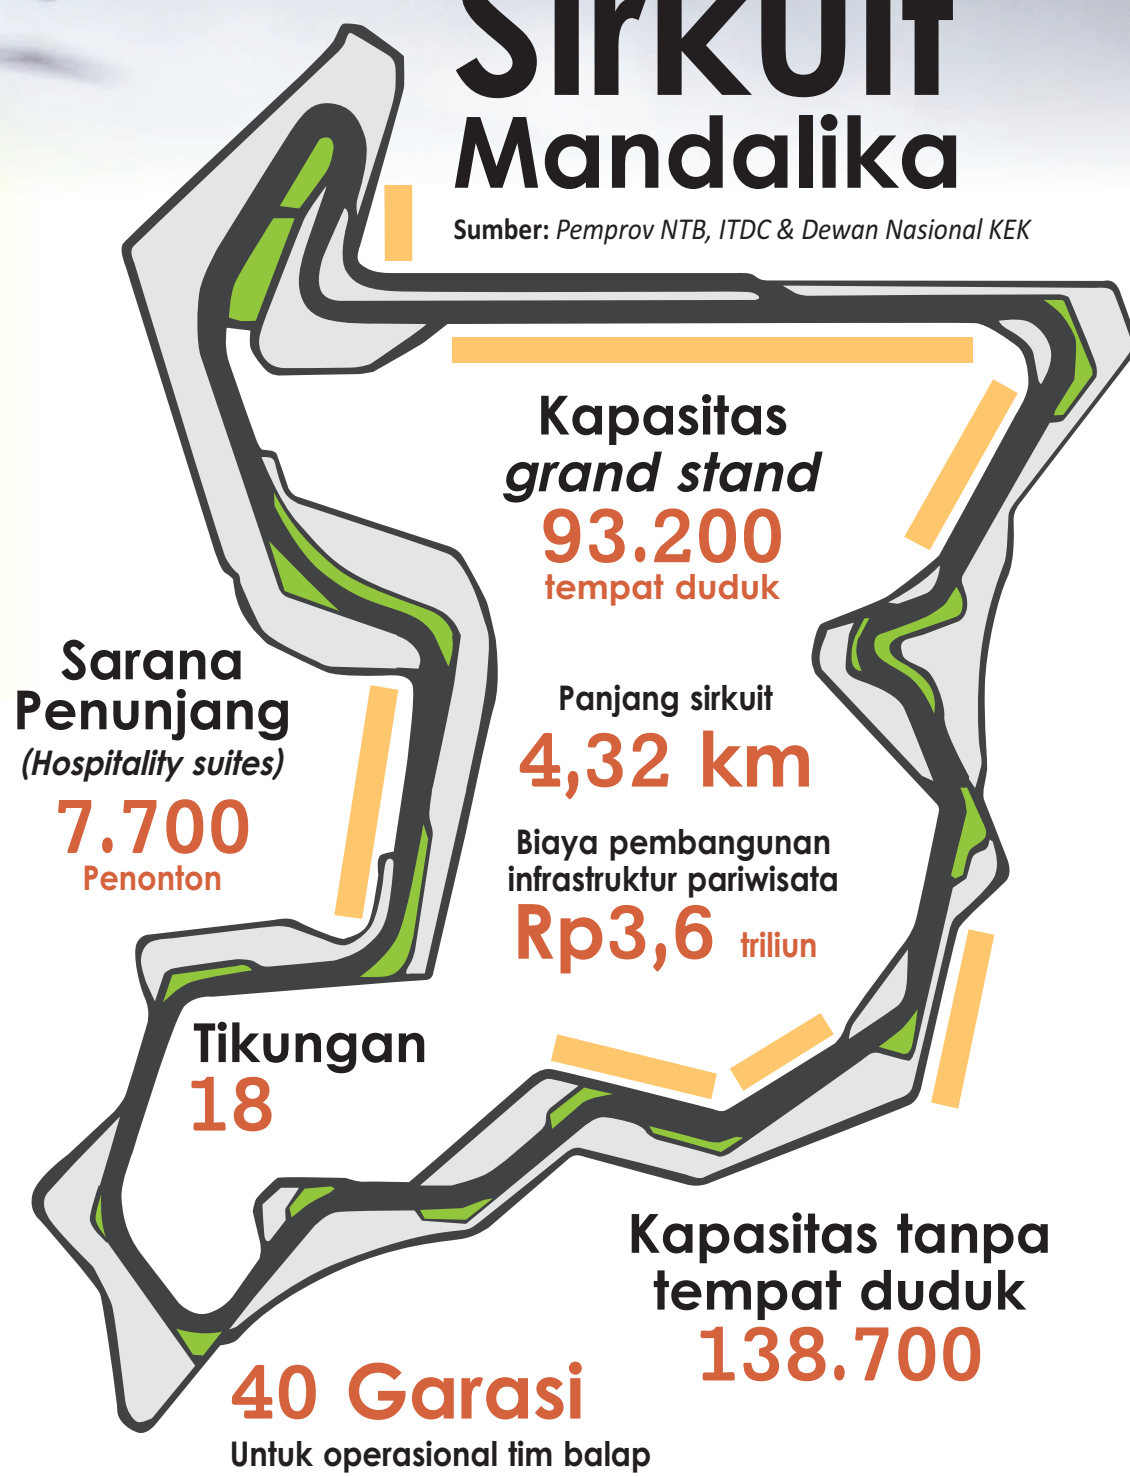 Sirkuit
Mandalika
Sumber: Pemprov NTB, ITDC & Dewan Nasional KEK
Kapasitas
grand stand
93.200
tempat duduk
Sarana
Penunjang
(Hospitality suites)
7.700
Penonton
Panjang sirkuit
4,32 km
Biaya pembangunan
infrastruktur pariwisata
Rp3,6 triliun
Tikungan
18
Kapasitas tanpa
tempat duduk
138.700
40 Garasi
Untuk operasional tim balap